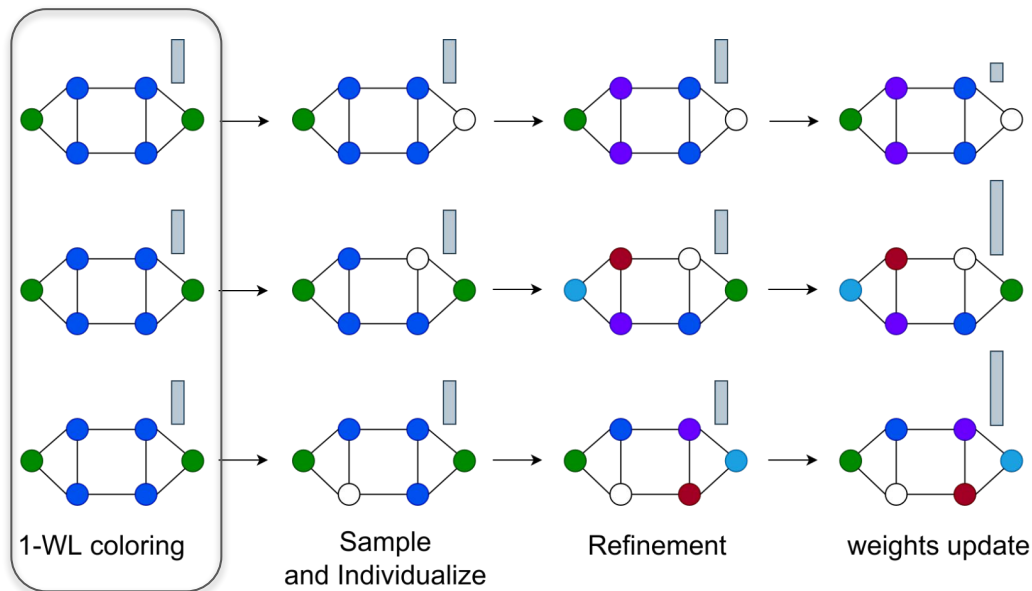 1-WL coloring
Sample
and Individualize
Refinement
weights update